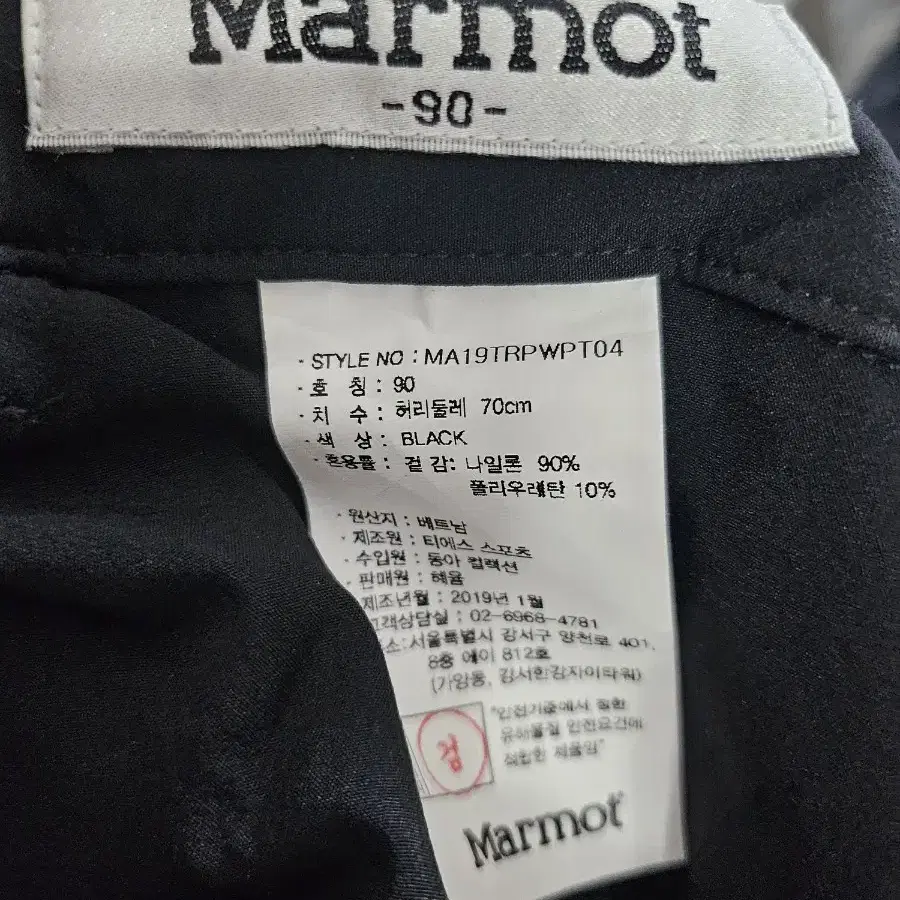 Marmot
-90-
· STYLE NO : MA19TRPWPT04
· 호 칭 : 90
· 치 수 : 허리둘레 70cm
· 색 상 : BLACK
· 혼용률 : 겉 감: 나일론 90%
폴리우레탄 10%
· 원산지 : 베트남
· 제조원 : 티에스 스포츠
· 수입원 : 동아 컬랙션
· 판매원 : 혜윰
제조년월 : 2019년 1월
고객상담실 : 02-6968-4781
소:서울특별시 강서구 양천로 401,
8층 에이 812호
(가양동, 강서한강자이타워)
검
"안전기준에서 정한
유해물질 안전요건에
적합한 제품임"
Marmot